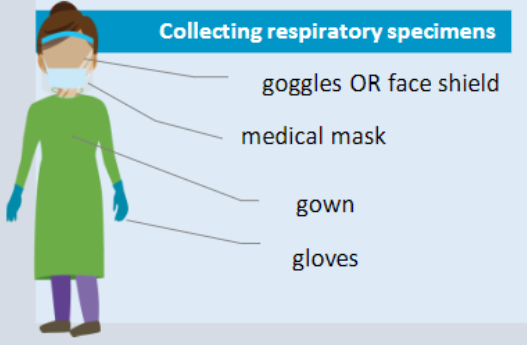 Collecting respiratory specimens
goggles OR face shield
medical mask
gown
gloves